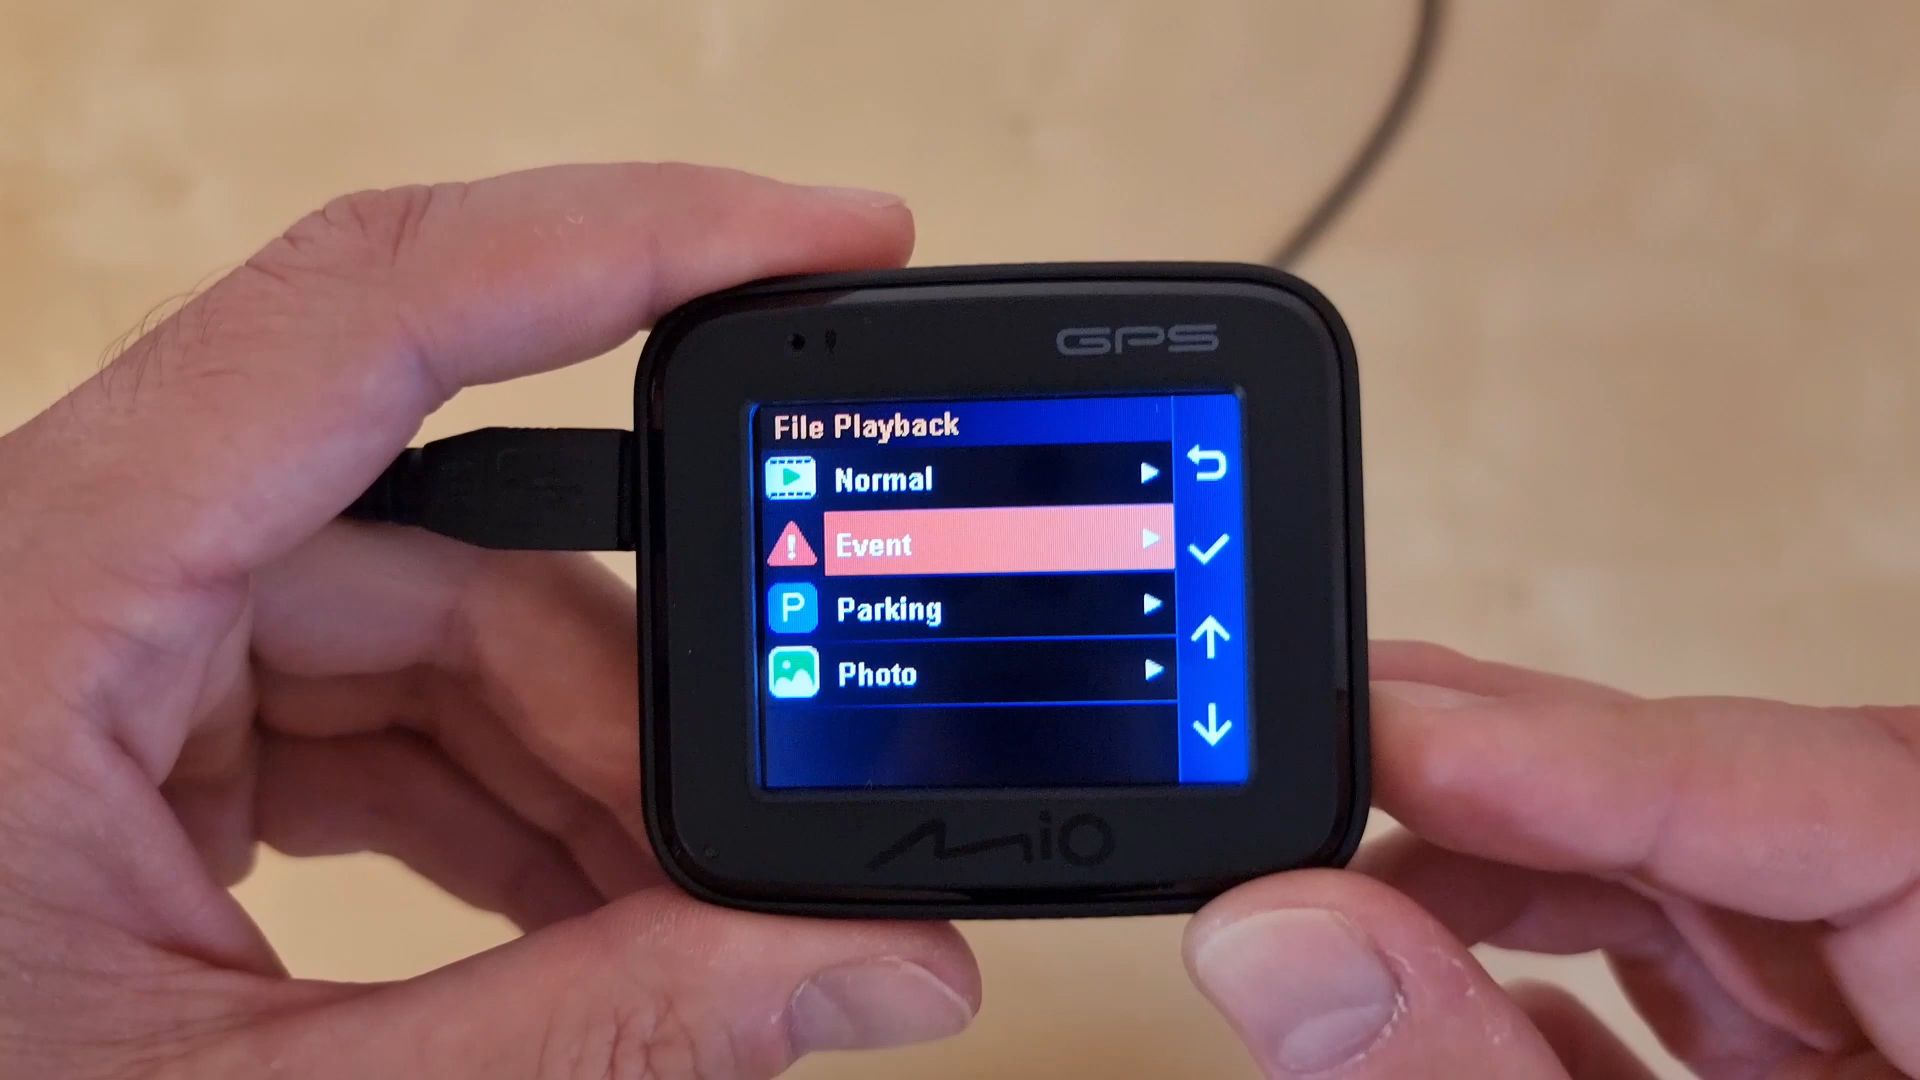 GPS
File Playback
Normal
Event
P Parking
Photo
Mio